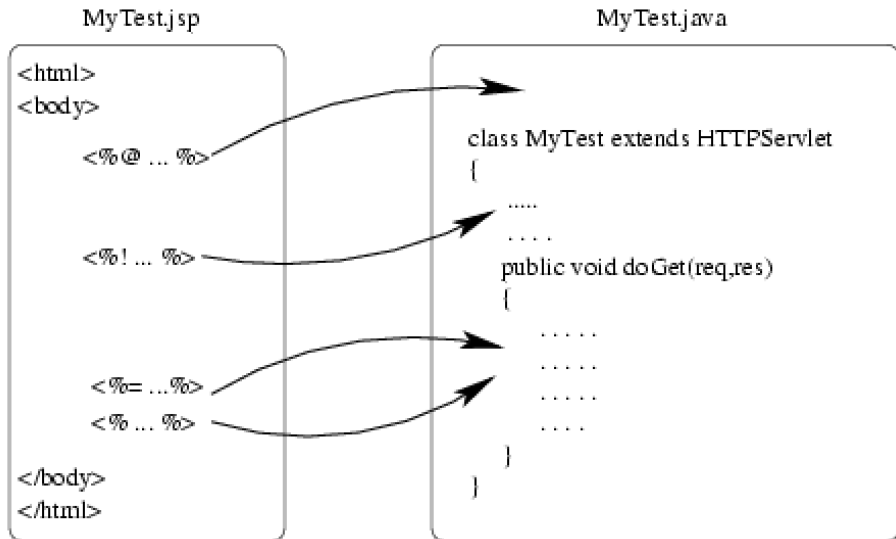 MyTest.jsp
<html>
<body>
<%@ ... %>
<%! ... %>
<%= ...%>
<% ... %>
</body>
</html>
MyTest.java
class MyTest extends HTTPServlet
{
.....
. . . .
public void doGet(req,res)
{
. . . . .
. . . . .
. . . . .
. . . .
}
}